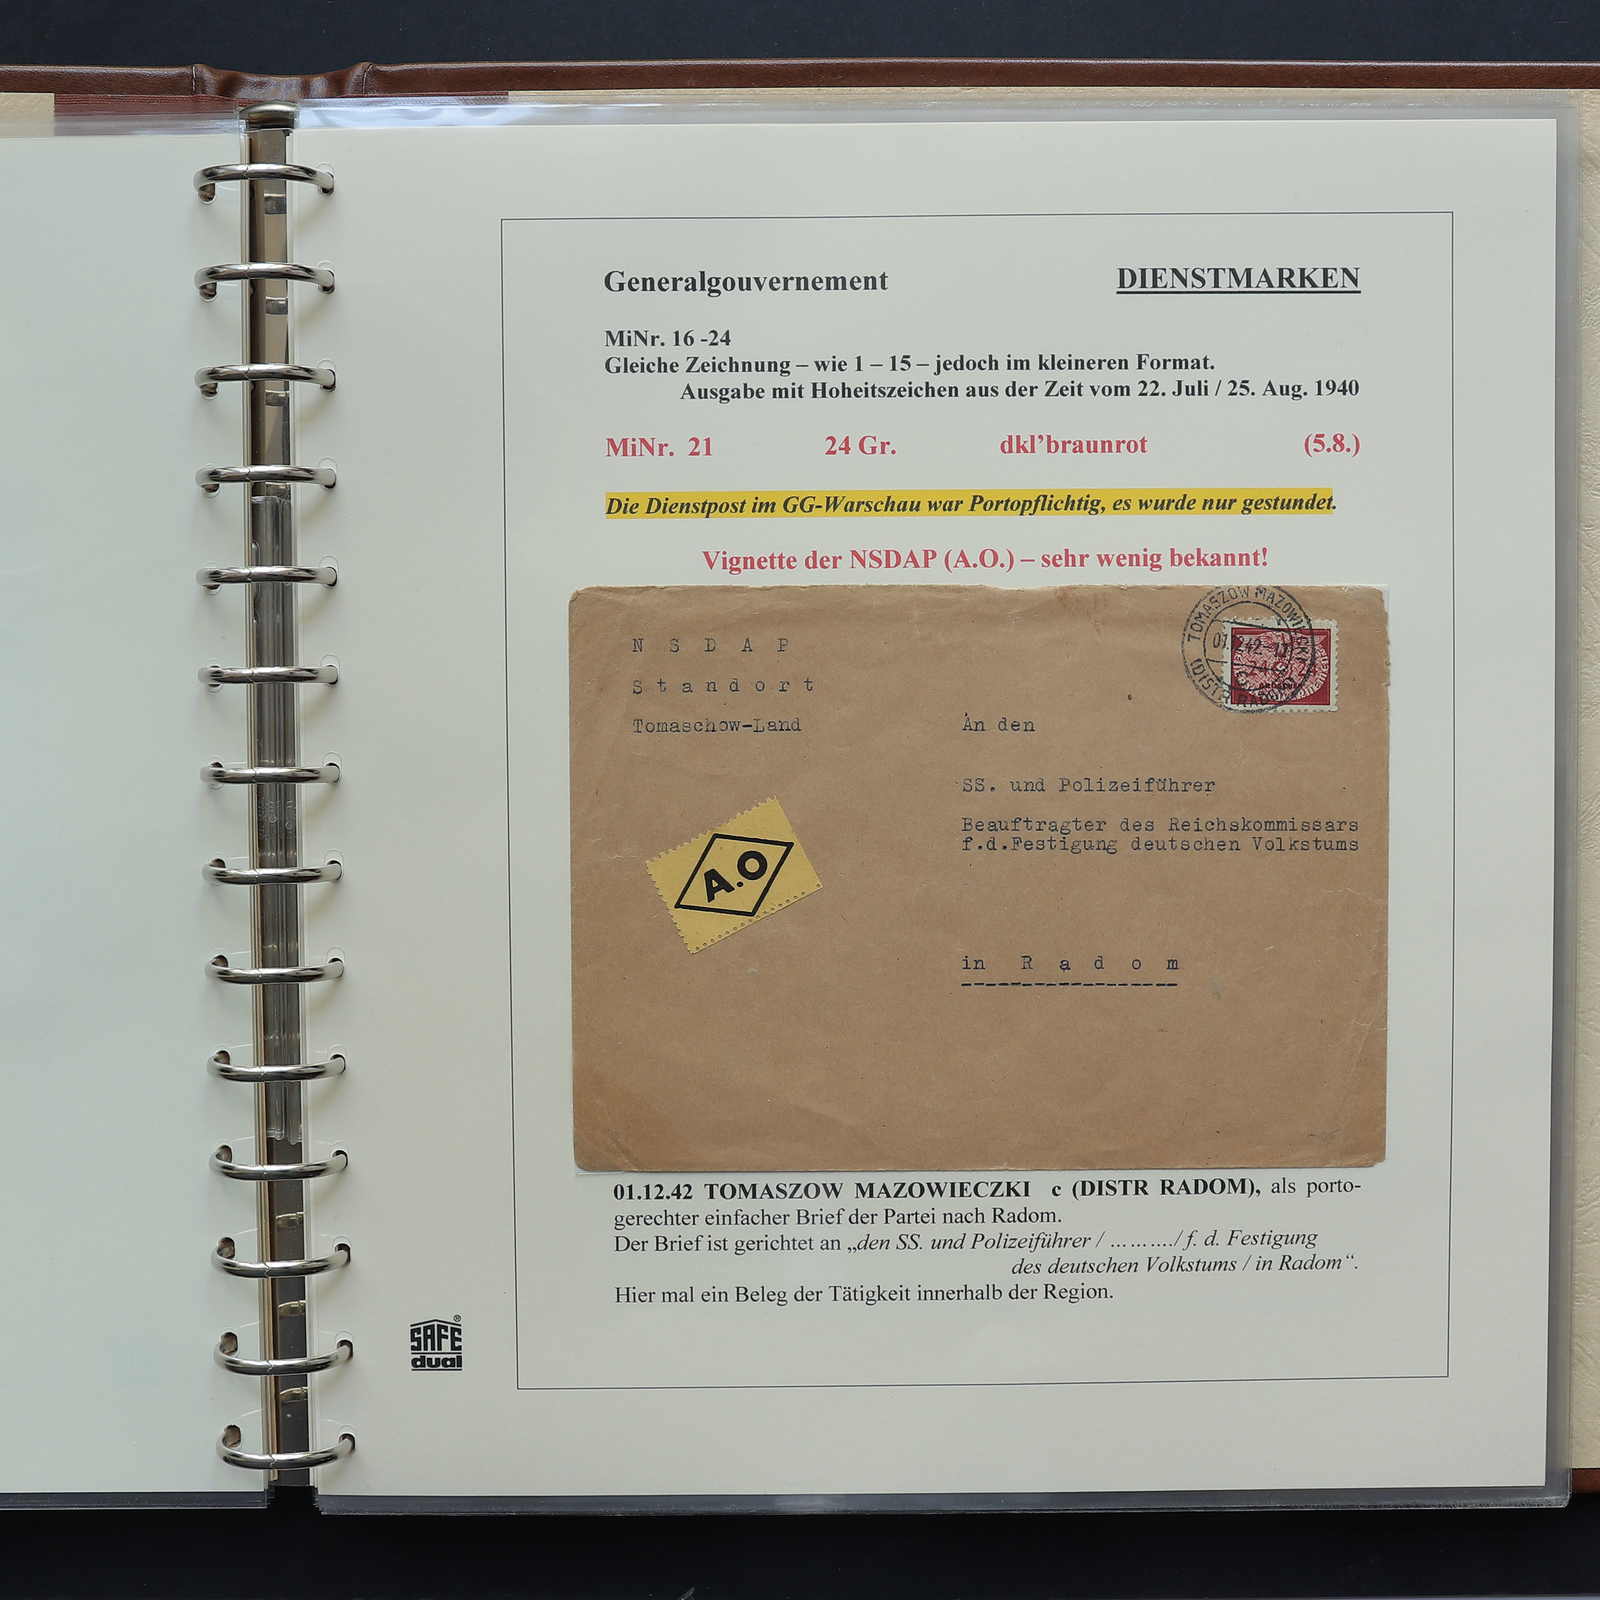 Generalgouvernement DIENSTMARKEN
MiNr. 16 -24
Gleiche Zeichnung – wie 1 – 15 – jedoch im kleineren Format.
Ausgabe mit Hoheitszeichen aus der Zeit vom 22. Juli / 25. Aug. 1940
MiNr. 21 24 Gr. dkl’braunrot (5.8.)
Die Dienstpost im GG-Warschau war Portopflichtig, es wurde nur gestundet.
Vignette der NSDAP (A.O.) – sehr wenig bekannt!
TOMASZOW MAZOWIECZKI
(DISTR RADOM)
N S D A P
S t a n d o r t
Tomaschow-Land
An den
SS. und Polizeiführer
Beauftragter des Reichskommissars
f.d.Festigung deutschen Volkstums
A.O
in R a d o m
01.12.42 TOMASZOW MAZOWIECZKI c (DISTR RADOM), als porto-
gerechter einfacher Brief der Partei nach Radom.
Der Brief ist gerichtet an „den SS. und Polizeiführer / ………./ f. d. Festigung
des deutschen Volkstums / in Radom“.
Hier mal ein Beleg der Tätigkeit innerhalb der Region.
SAFE®
dual